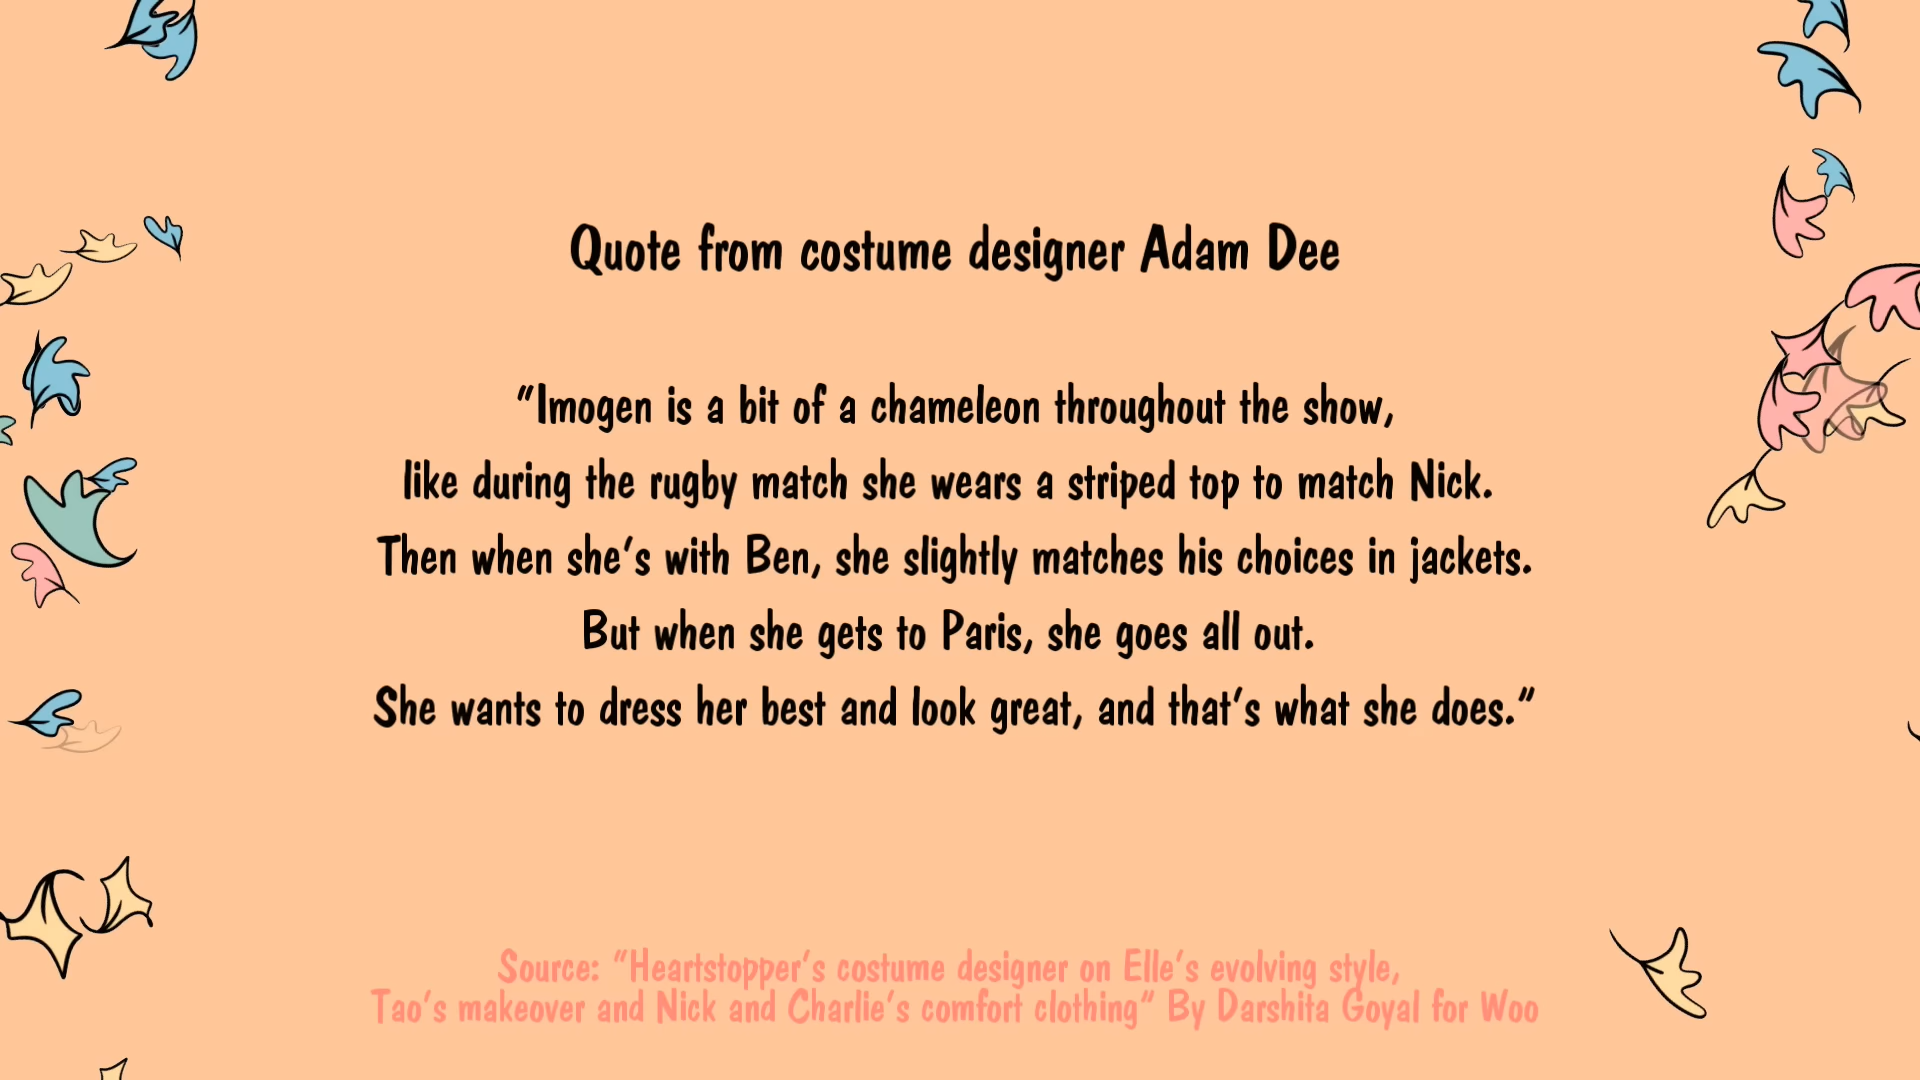 Quote from costume designer Adam Dee
“Imogen is a bit of a chameleon throughout the show,
like during the rugby match she wears a striped top to match Nick.
Then when she’s with Ben, she slightly matches his choices in jackets.
But when she gets to Paris, she goes all out.
She wants to dress her best and look great, and that’s what she does.”
Source: “Heartstopper’s costume designer on Elle’s evolving style,
Tao’s makeover and Nick and Charlie’s comfort clothing” By Darshita Goyal for Woo